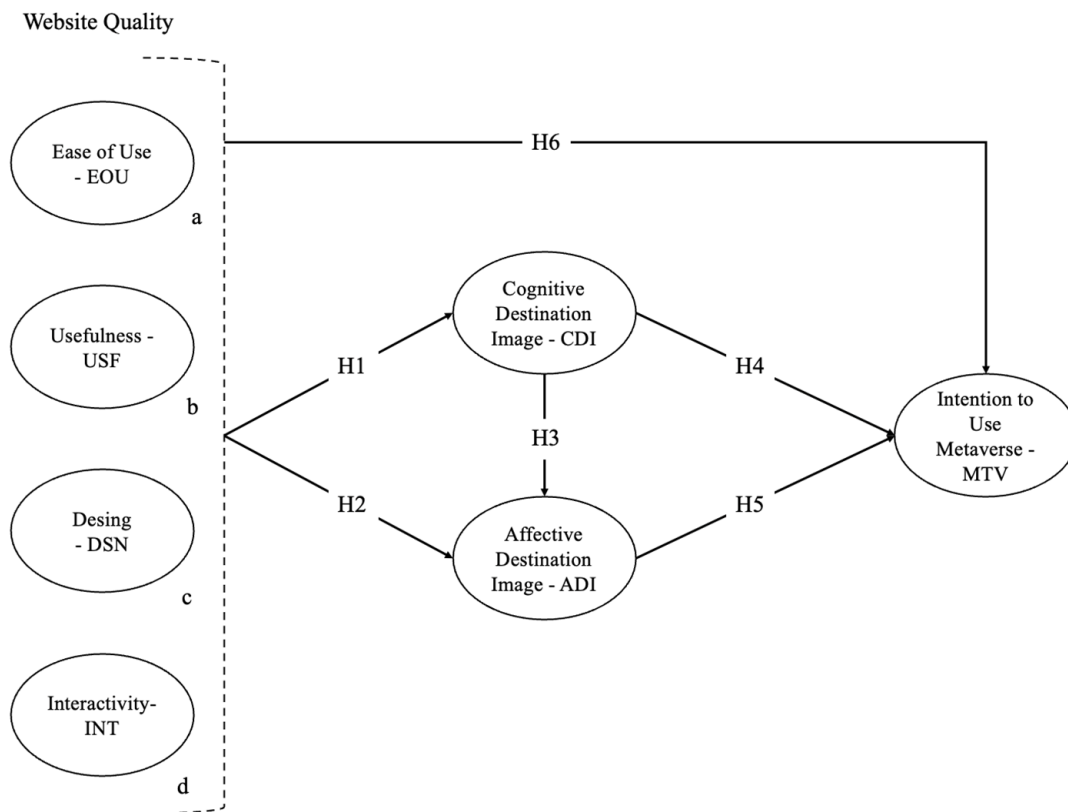 Website Quality
Ease of Use
- EOU
a
H6
Usefulness -
USF
b
Cognitive
Destination
Image - CDI
H1
H4
H3
Intention to
Use
Metaverse -
MTV
Desing
- DSN
c
H2
H5
Affective
Destination
Image - ADI
Interactivity-
INT
d